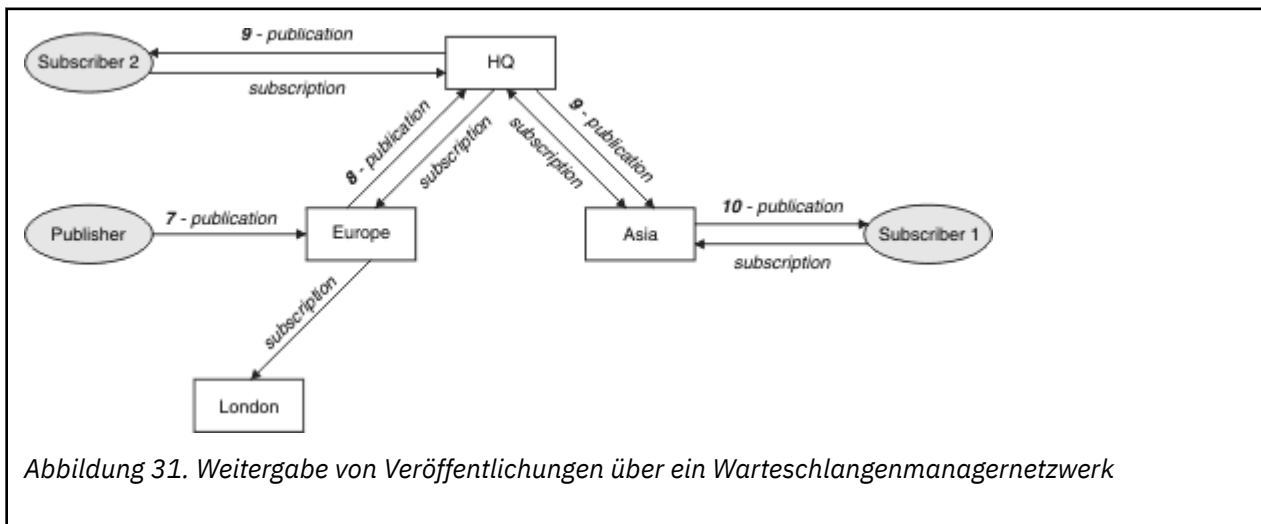 9 - publication
Subscriber 2
HQ
subscription
9 - publication
8 - publication
subscription
subscription
7 - publication
10 - publication
Publisher
Europe
Asia
Subscriber 1
subscription
subscription
London
Abbildung 31. Weitergabe von Veröffentlichungen über ein Warteschlangenmanagernetzwerk